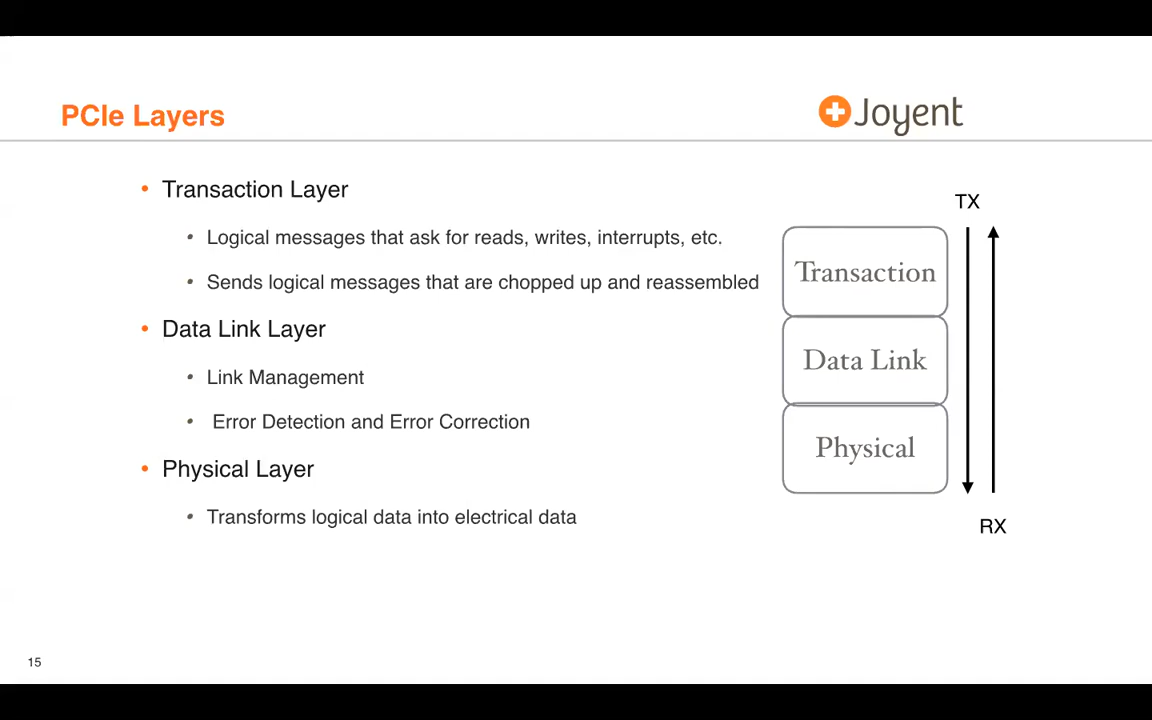 PCIe Layers
Joyent
• Transaction Layer
• Logical messages that ask for reads, writes, interrupts, etc.
• Sends logical messages that are chopped up and reassembled
• Data Link Layer
• Link Management
• Error Detection and Error Correction
• Physical Layer
• Transforms logical data into electrical data
TX
Transaction
Data Link
Physical
RX
15